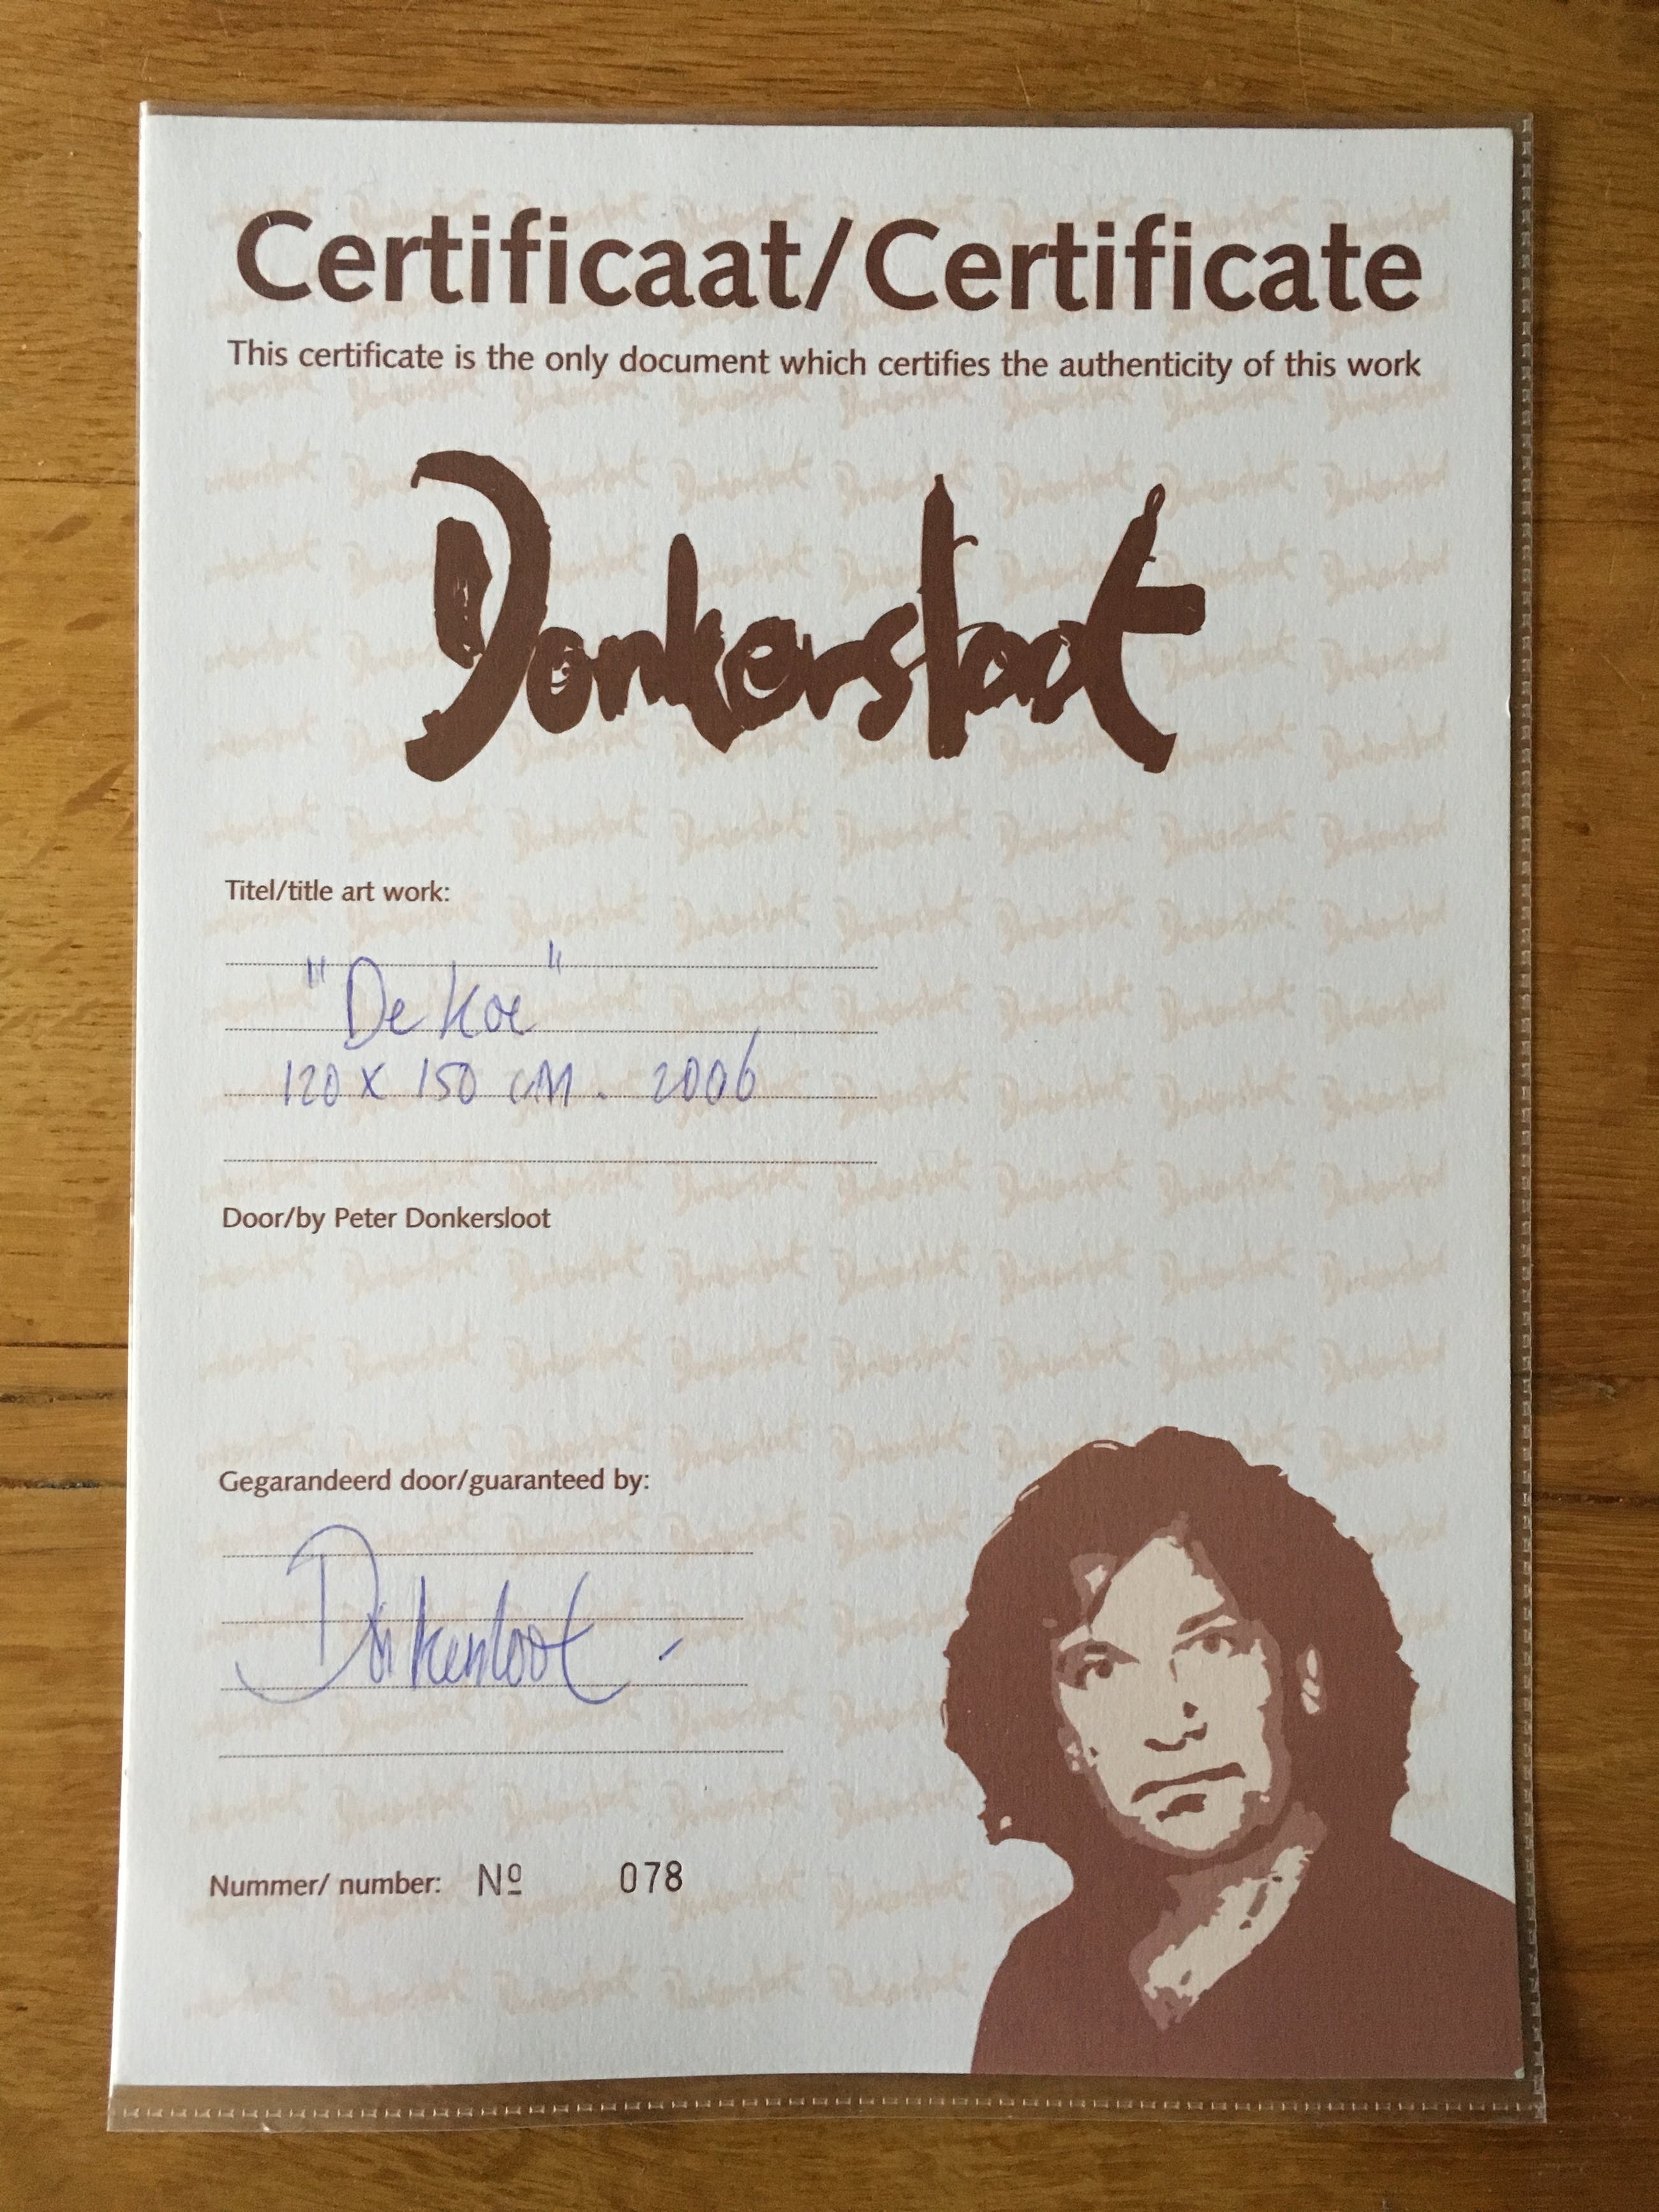 Certificaat/Certificate
This certificate is the only document which certifies the authenticity of this work
Donkersloot
Titel/title art work:
"De Koe"
120 x 150 cm. 2006
Door/by Peter Donkersloot
Gegarandeerd door/guaranteed by:
Donkersloot
Nummer/ number: Nº 078